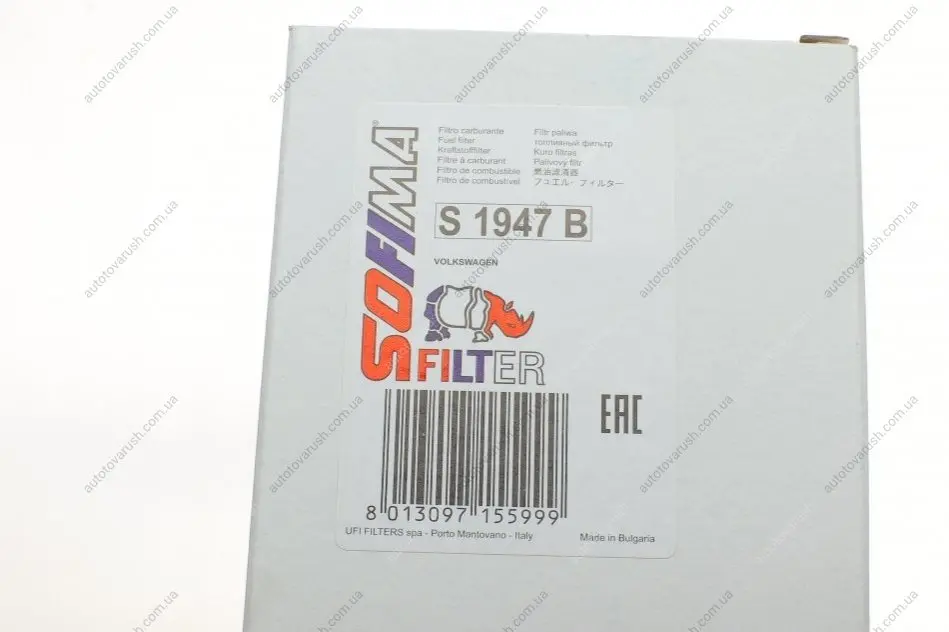 SOFIMA®
Filtro carburante
Fuel filter
Kraftstoffilter
Filtre à carburant
Filtro de combustible
Filtro de combustível
Filtr paliwa
топливный фильтр
Kuro filtras
Palivový filtr
燃油滤清器
フュエル・フィルター
S 1947 B
VOLKSWAGEN
FILTER
EAC
8 013097 155999
UFI FILTERS spa - Porto Mantovano - Italy
Made in Bulgaria
autotovarush.com.ua